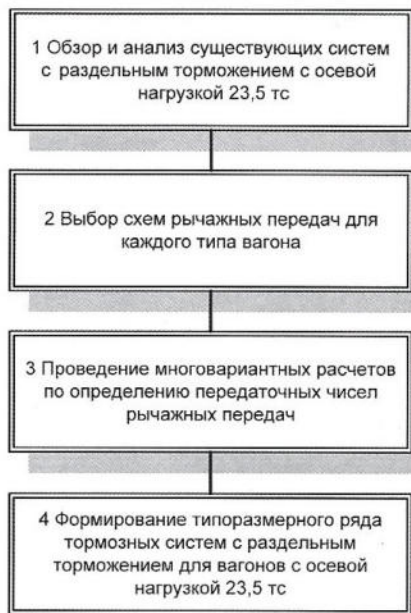 1 Обзор и анализ существующих систем
с раздельным торможением с осевой
нагрузкой 23,5 тс
2 Выбор схем рычажных передач для
каждого типа вагона
3 Проведение многовариантных расчетов
по определению передаточных чисел
рычажных передач
4 Формирование типоразмерного ряда
тормозных систем с раздельным
торможением для вагонов с осевой
нагрузкой 23,5 тс